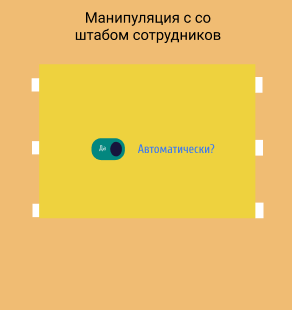 Манипуляция с со
штабом сотрудников
Да
Автоматически?